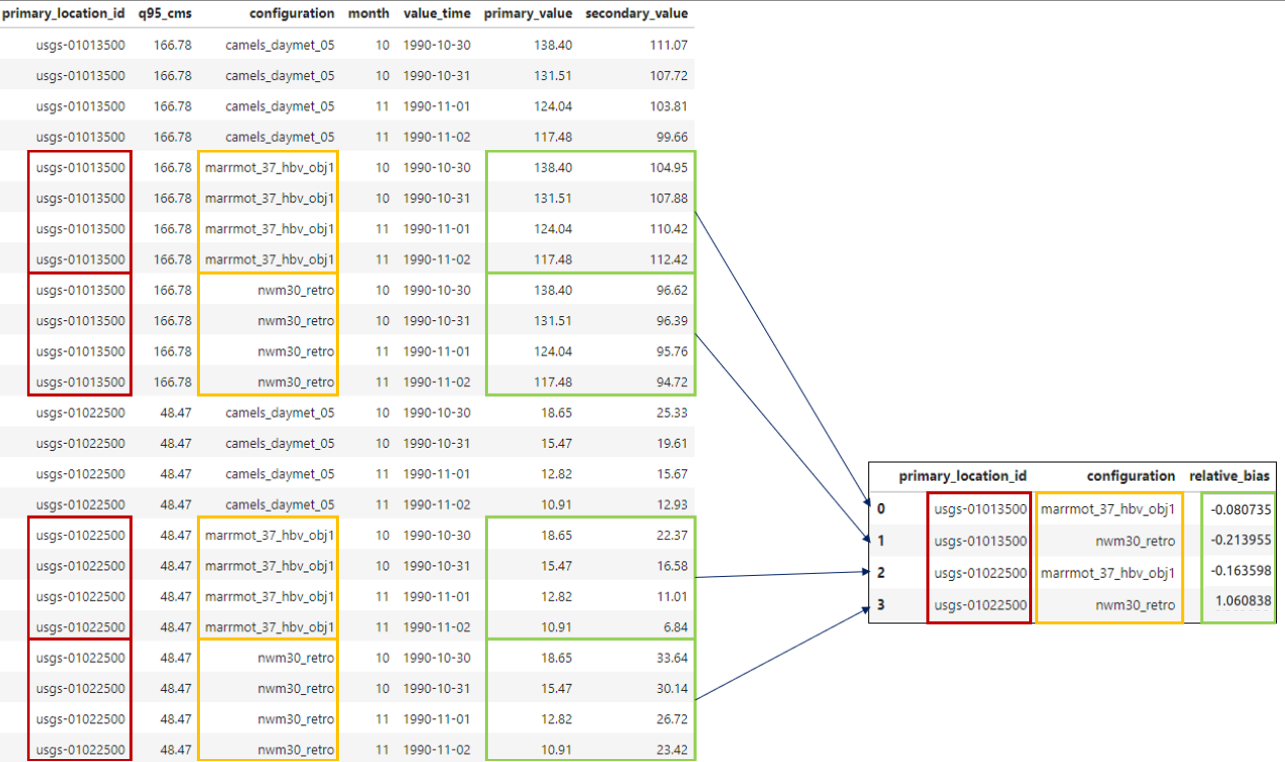 primary_location_id q95_cms configuration month value_time primary_value secondary_value
usgs-01013500 166.78 camels_daymet_05 10 1990-10-30 138.40 111.07
usgs-01013500 166.78 camels_daymet_05 10 1990-10-31 131.51 107.72
usgs-01013500 166.78 camels_daymet_05 11 1990-11-01 124.04 103.81
usgs-01013500 166.78 camels_daymet_05 11 1990-11-02 117.48 99.66
usgs-01013500 166.78 marrmot_37_hbv_obj1 10 1990-10-30 138.40 104.95
usgs-01013500 166.78 marrmot_37_hbv_obj1 10 1990-10-31 131.51 107.88
usgs-01013500 166.78 marrmot_37_hbv_obj1 11 1990-11-01 124.04 110.42
usgs-01013500 166.78 marrmot_37_hbv_obj1 11 1990-11-02 117.48 112.42
usgs-01013500 166.78 nwm30_retro 10 1990-10-30 138.40 96.62
usgs-01013500 166.78 nwm30_retro 10 1990-10-31 131.51 96.39
usgs-01013500 166.78 nwm30_retro 11 1990-11-01 124.04 95.76
usgs-01013500 166.78 nwm30_retro 11 1990-11-02 117.48 94.72
usgs-01022500 48.47 camels_daymet_05 10 1990-10-30 18.65 25.33
usgs-01022500 48.47 camels_daymet_05 10 1990-10-31 15.47 19.61
usgs-01022500 48.47 camels_daymet_05 11 1990-11-01 12.82 15.67
usgs-01022500 48.47 camels_daymet_05 11 1990-11-02 10.91 12.93
usgs-01022500 48.47 marrmot_37_hbv_obj1 10 1990-10-30 18.65 22.37
usgs-01022500 48.47 marrmot_37_hbv_obj1 10 1990-10-31 15.47 16.58
usgs-01022500 48.47 marrmot_37_hbv_obj1 11 1990-11-01 12.82 11.01
usgs-01022500 48.47 marrmot_37_hbv_obj1 11 1990-11-02 10.91 6.84
usgs-01022500 48.47 nwm30_retro 10 1990-10-30 18.65 33.64
usgs-01022500 48.47 nwm30_retro 10 1990-10-31 15.47 30.14
usgs-01022500 48.47 nwm30_retro 11 1990-11-01 12.82 26.72
usgs-01022500 48.47 nwm30_retro 11 1990-11-02 10.91 23.42
primary_location_id configuration relative_bias
0 usgs-01013500 marrmot_37_hbv_obj1 -0.080735
1 usgs-01013500 nwm30_retro -0.213955
2 usgs-01022500 marrmot_37_hbv_obj1 -0.163598
3 usgs-01022500 nwm30_retro 1.060838